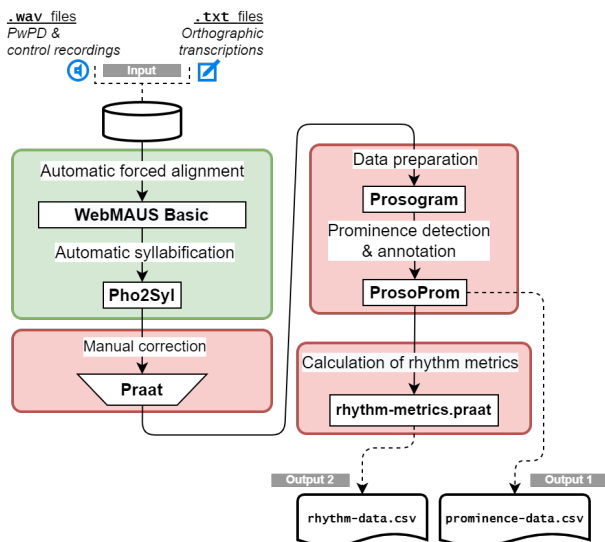 .wav files
PwPD &
control recordings
.txt files
Orthographic
transcriptions
Input
Automatic forced alignment
WebMAUS Basic
Automatic syllabification
Pho2Syl
Manual correction
Praat
Data preparation
Prosogram
Prominence detection
& annotation
ProsoProm
Calculation of rhythm metrics
rhythm-metrics.praat
Output 2
Output 1
rhythm-data.csv
prominence-data.csv